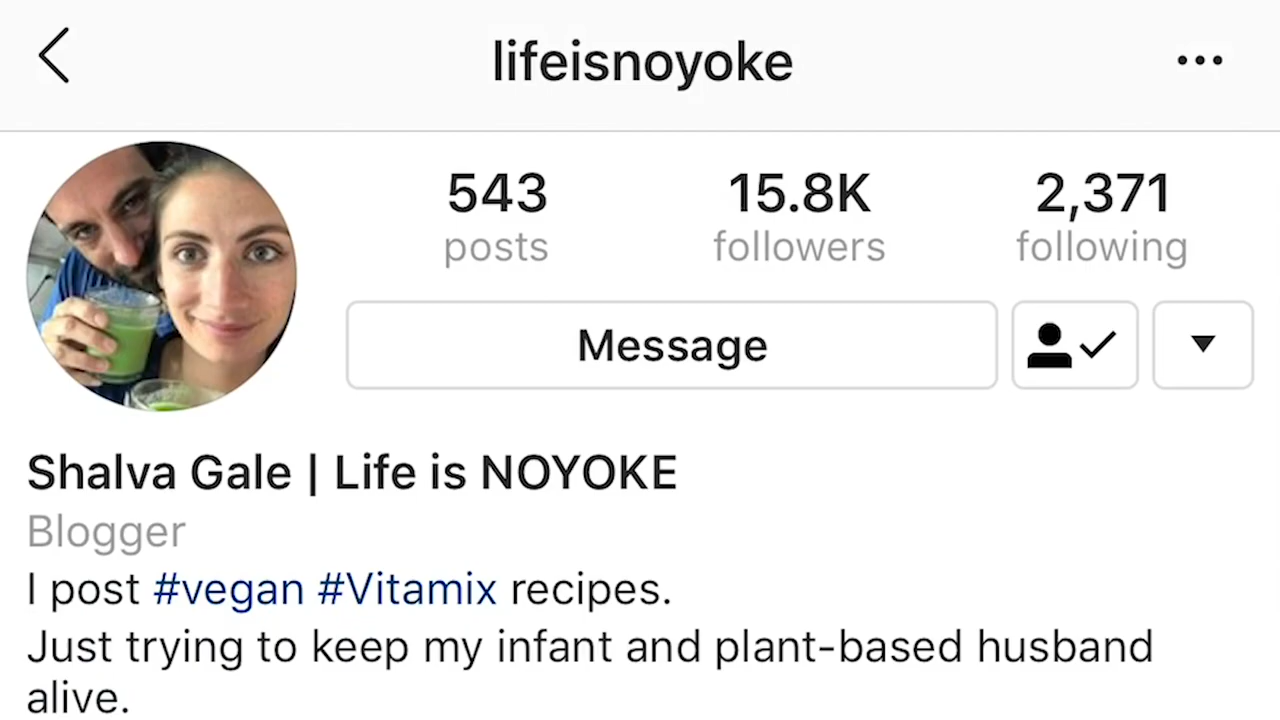 lifeisnoyoke
543
15.8K
2,371
posts
followers
following
Message
Shalva Gale | Life is NOYOKE
Blogger
I post #vegan #Vitamix recipes.
Just trying to keep my infant and plant-based husband
alive.